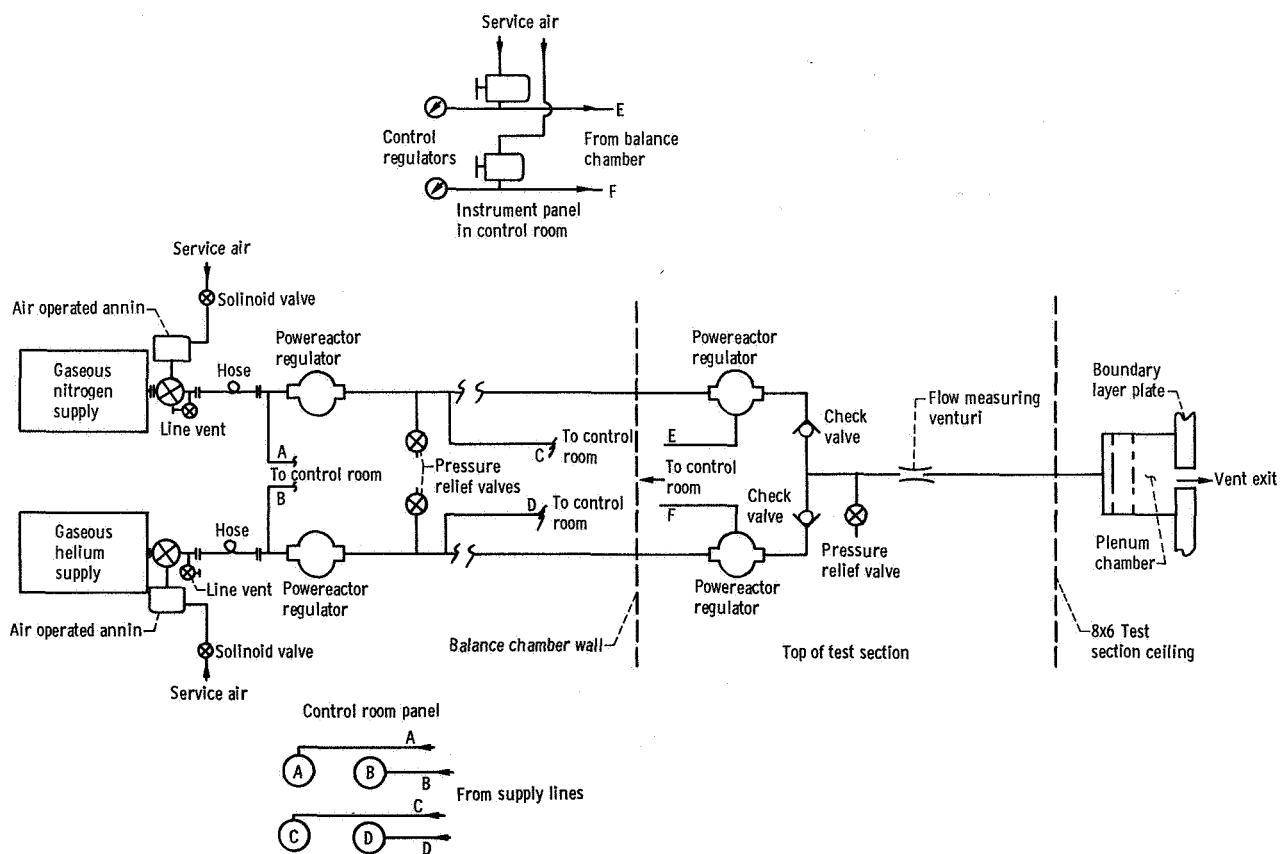 Service air
E
Control
regulators
From balance
chamber
F
Instrument panel
in control room
Service air
Solinoid valve
Air operated annin
Gaseous
nitrogen
supply
Hose
Line vent
Powereactor
regulator
A
To control room
B
Pressure
relief valves
To control
room
C
To control
room
D
Gaseous
helium
supply
Hose
Line vent
Powereactor
regulator
Air operated annin
Solinoid valve
Service air
Balance chamber wall
Powereactor
regulator
E
To control
room
F
Powereactor
regulator
Check
valve
Check
valve
Flow measuring
venturi
Pressure
relief valve
Top of test section
Boundary
layer plate
Vent exit
Plenum
chamber
8x6 Test
section ceiling
Control room panel
A
A
B
B
From supply lines
C
C
D
D